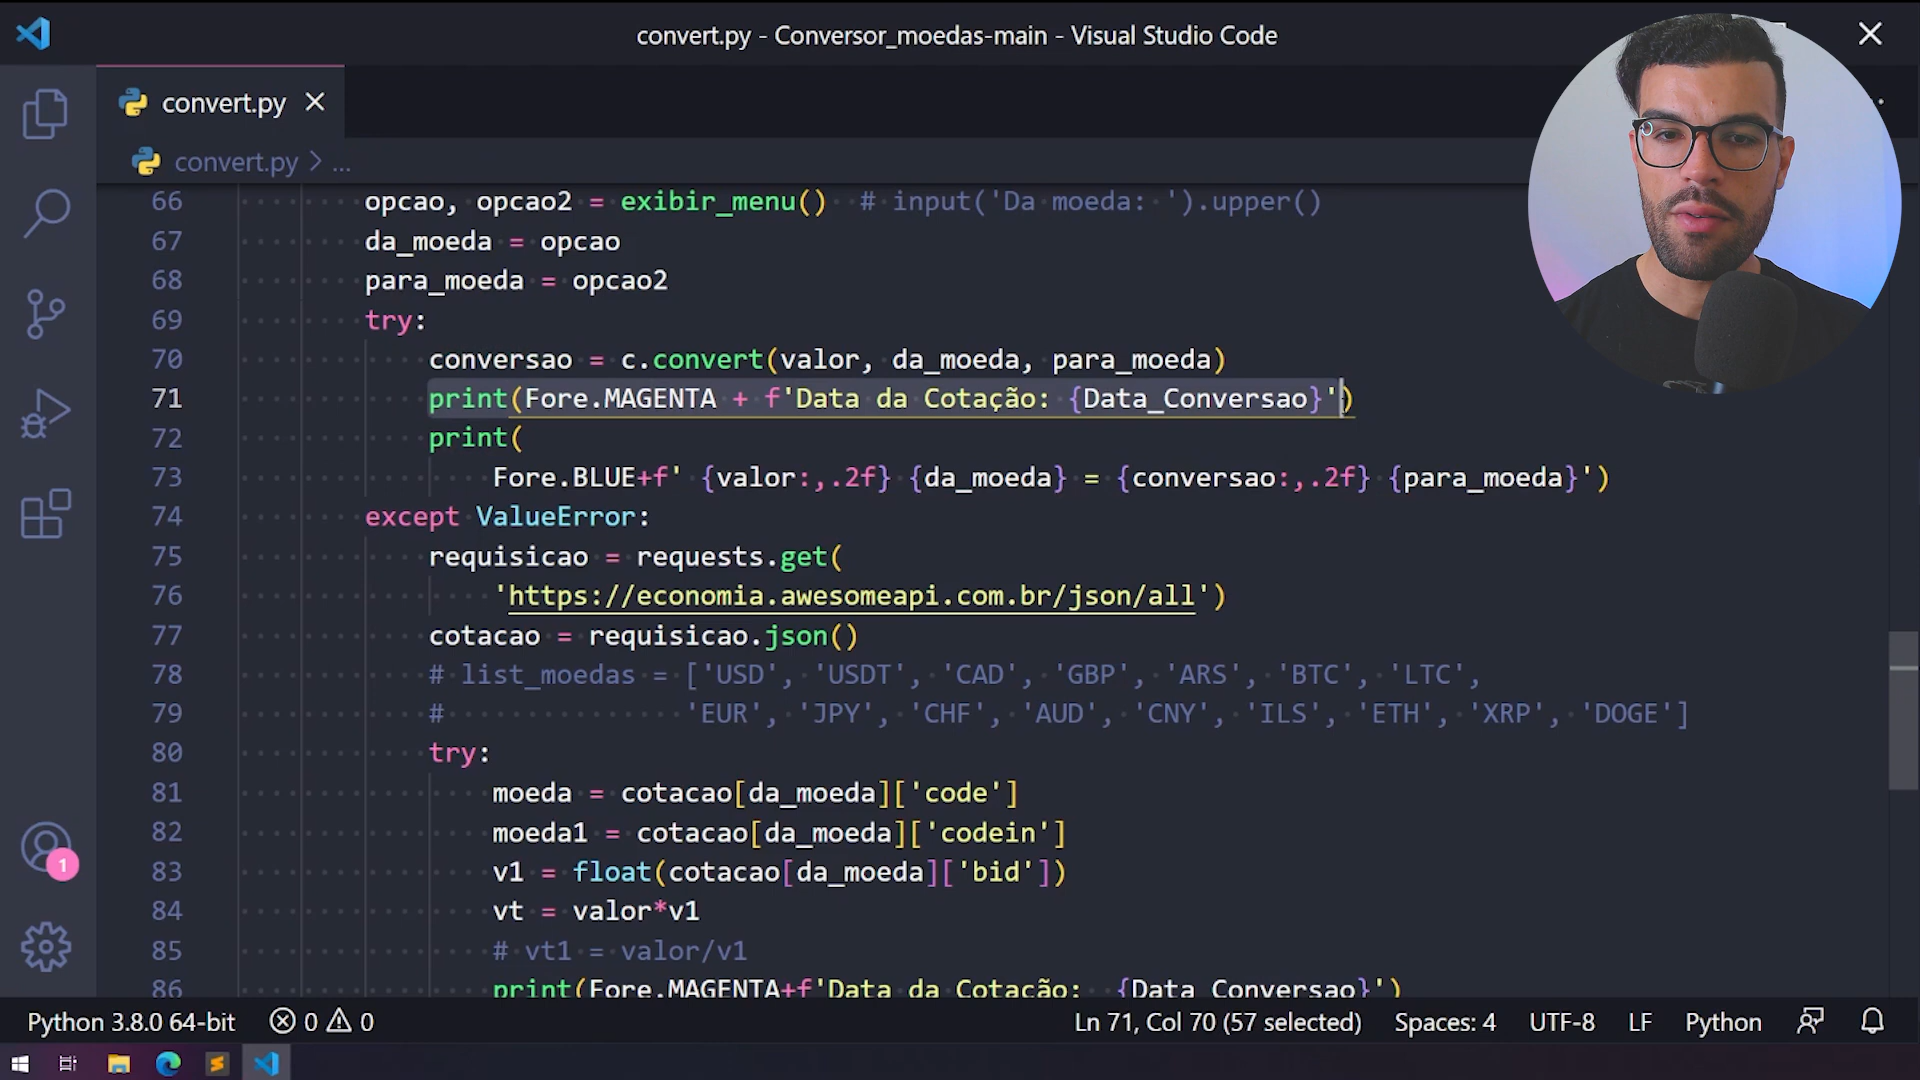 convert.py - Conversor_moedas-main - Visual Studio Code
convert.py
convert.py > ...
66 opcao, opcao2 = exibir_menu()  # input('Da moeda: ').upper()
67 da_moeda = opcao
68 para_moeda = opcao2
69 try:
70 conversao = c.convert(valor, da_moeda, para_moeda)
71 print(Fore.MAGENTA + f'Data da Cotação: {Data_Conversao}')
72 print(
73 Fore.BLUE+f' {valor:,.2f} {da_moeda} = {conversao:,.2f} {para_moeda}')
74 except ValueError:
75 requisicao = requests.get(
76 'https://economia.awesomeapi.com.br/json/all')
77 cotacao = requisicao.json()
78 # list_moedas = ['USD', 'USDT', 'CAD', 'GBP', 'ARS', 'BTC', 'LTC',
79 #                'EUR', 'JPY', 'CHF', 'AUD', 'CNY', 'ILS', 'ETH', 'XRP', 'DOGE']
80 try:
81 moeda = cotacao[da_moeda]['code']
82 moeda1 = cotacao[da_moeda]['codein']
83 v1 = float(cotacao[da_moeda]['bid'])
84 vt = valor*v1
85 # vt1 = valor/v1
86 print(Fore.MAGENTA+f'Data da Cotação:  {Data_Conversao}')
1
Python 3.8.0 64-bit 0 0 Ln 71, Col 70 (57 selected) Spaces: 4 UTF-8 LF Python